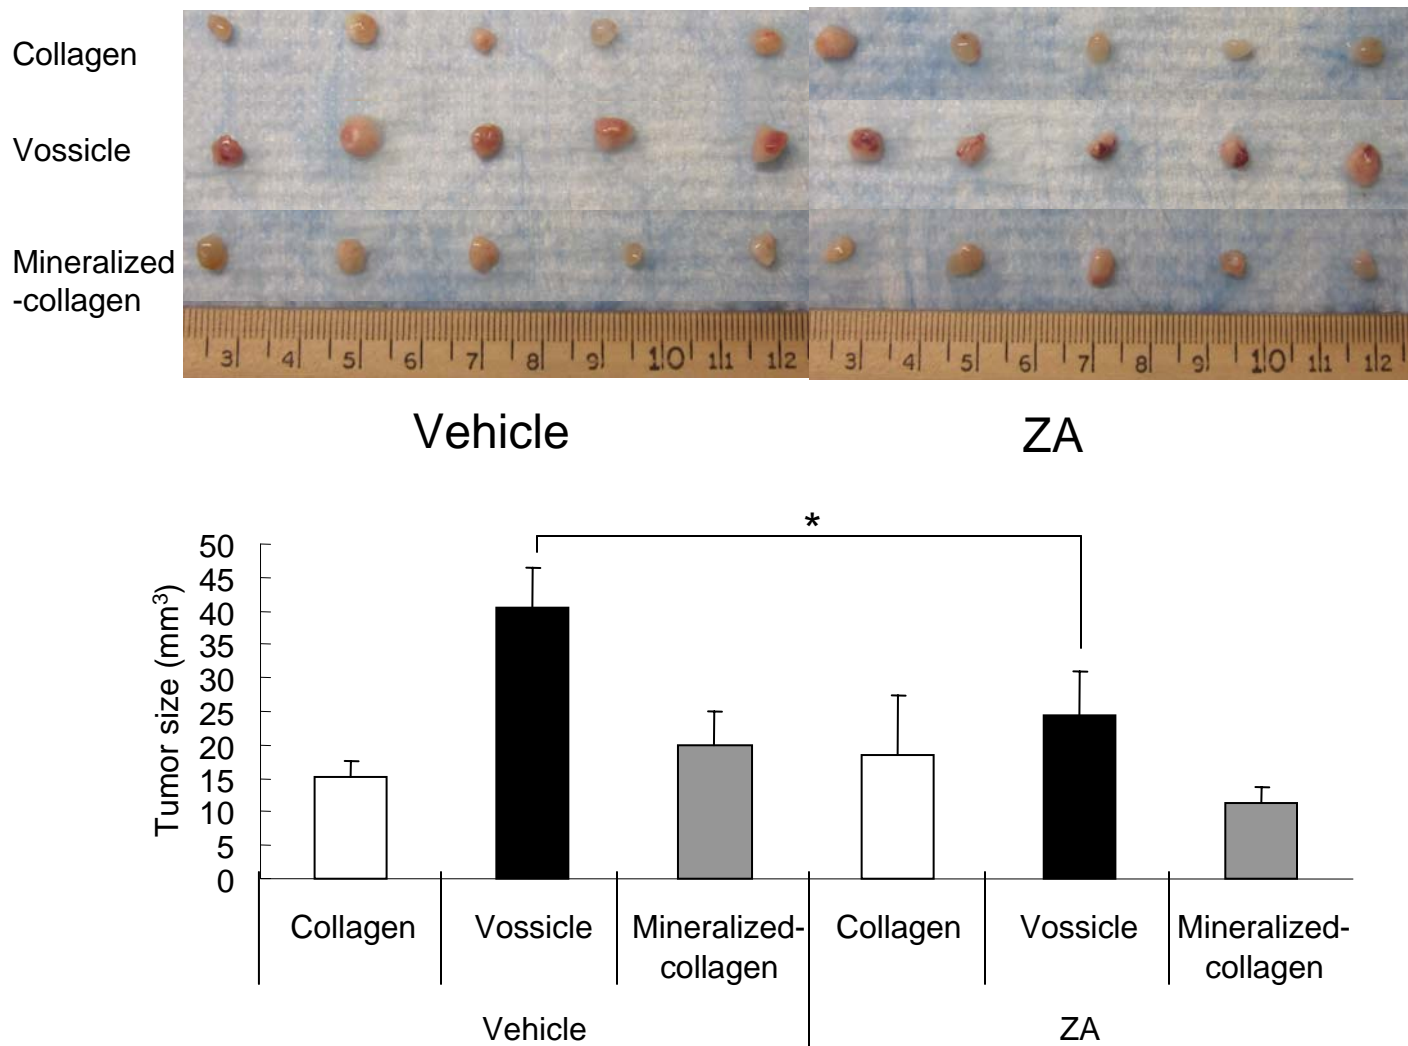 Collagen
Vossicle
Mineralized
-collagen
3 4 5 6 7 8 9 10 11 12
3 4 5 6 7 8 9 10 11 12
Vehicle
ZA
*
Tumor size (mm³)
50
45
40
35
30
25
20
15
10
5
0
Collagen
Vossicle
Mineralized-
collagen
Collagen
Vossicle
Mineralized-
collagen
Vehicle
ZA